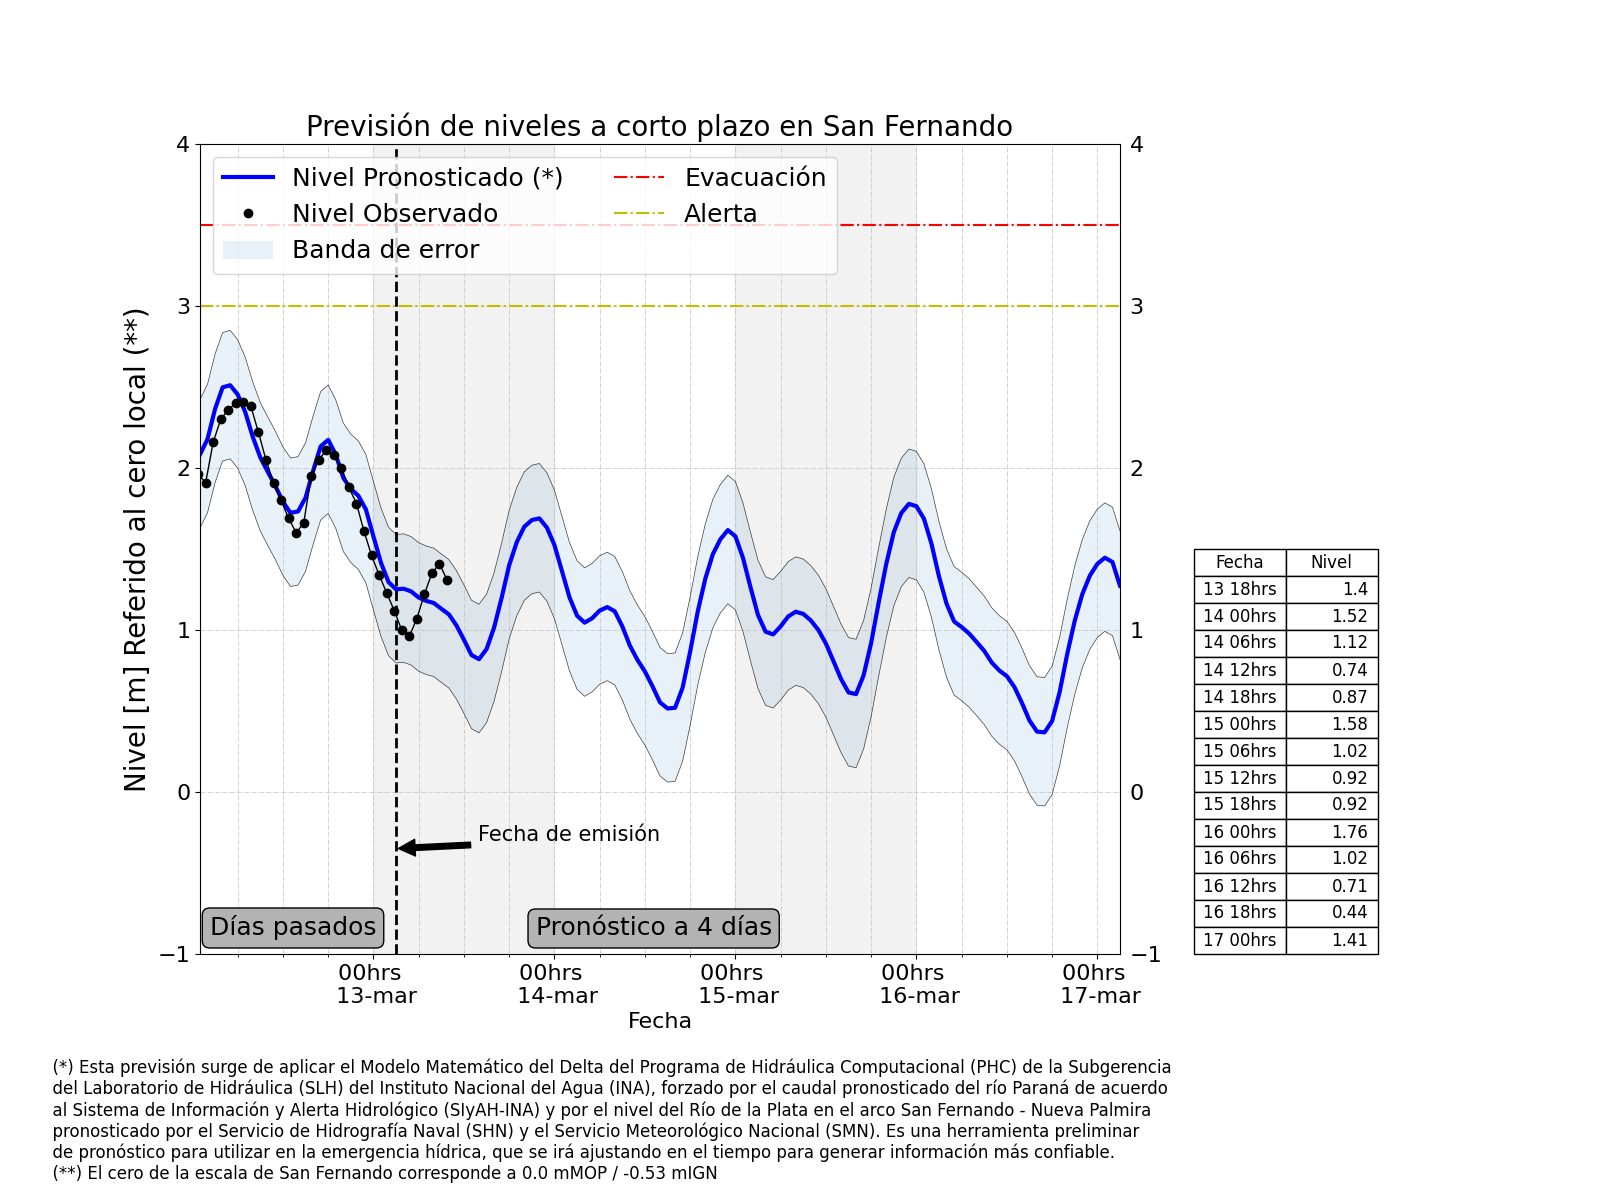 Previsión de niveles a corto plazo en San Fernando
4
3
2
1
0
−1
4
3
2
1
0
−1
Nivel [m] Referido al cero local (**)
Nivel Pronosticado (*)
Nivel Observado
Banda de error
Evacuación
Alerta
Fecha de emisión
Días pasados
Pronóstico a 4 días
00hrs
13-mar
00hrs
14-mar
00hrs
15-mar
00hrs
16-mar
00hrs
17-mar
Fecha
Fecha Nivel
13 18hrs 1.4
14 00hrs 1.52
14 06hrs 1.12
14 12hrs 0.74
14 18hrs 0.87
15 00hrs 1.58
15 06hrs 1.02
15 12hrs 0.92
15 18hrs 0.92
16 00hrs 1.76
16 06hrs 1.02
16 12hrs 0.71
16 18hrs 0.44
17 00hrs 1.41
(*) Esta previsión surge de aplicar el Modelo Matemático del Delta del Programa de Hidráulica Computacional (PHC) de la Subgerencia
del Laboratorio de Hidráulica (SLH) del Instituto Nacional del Agua (INA), forzado por el caudal pronosticado del río Paraná de acuerdo
al Sistema de Información y Alerta Hidrológico (SIyAH-INA) y por el nivel del Río de la Plata en el arco San Fernando - Nueva Palmira
pronosticado por el Servicio de Hidrografía Naval (SHN) y el Servicio Meteorológico Nacional (SMN). Es una herramienta preliminar
de pronóstico para utilizar en la emergencia hídrica, que se irá ajustando en el tiempo para generar información más confiable.
(**) El cero de la escala de San Fernando corresponde a 0.0 mMOP / -0.53 mIGN